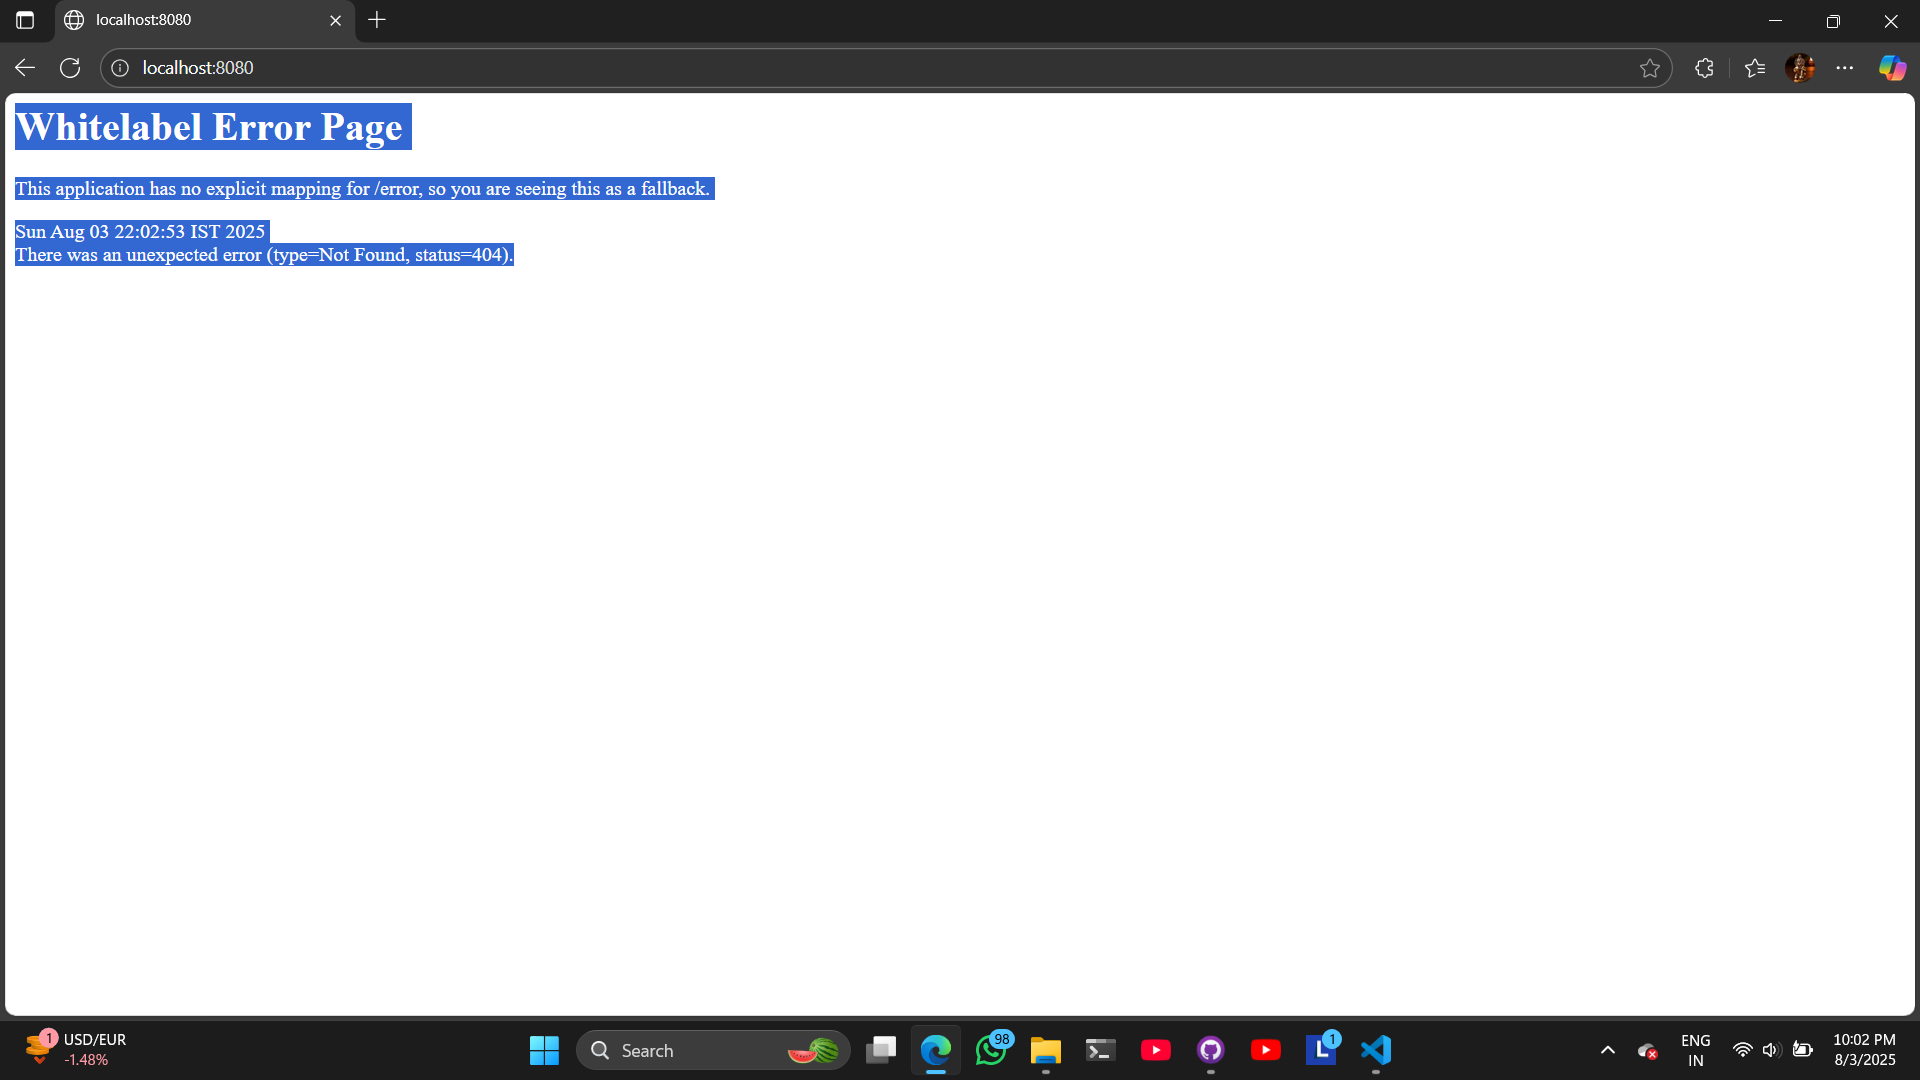 localhost:8080
localhost:8080
Whitelabel Error Page
This application has no explicit mapping for /error, so you are seeing this as a fallback.
Sun Aug 03 22:02:53 IST 2025
There was an unexpected error (type=Not Found, status=404).
1
USD/EUR
-1.48%
Search
98
L
1
ENG
IN
10:02 PM
8/3/2025